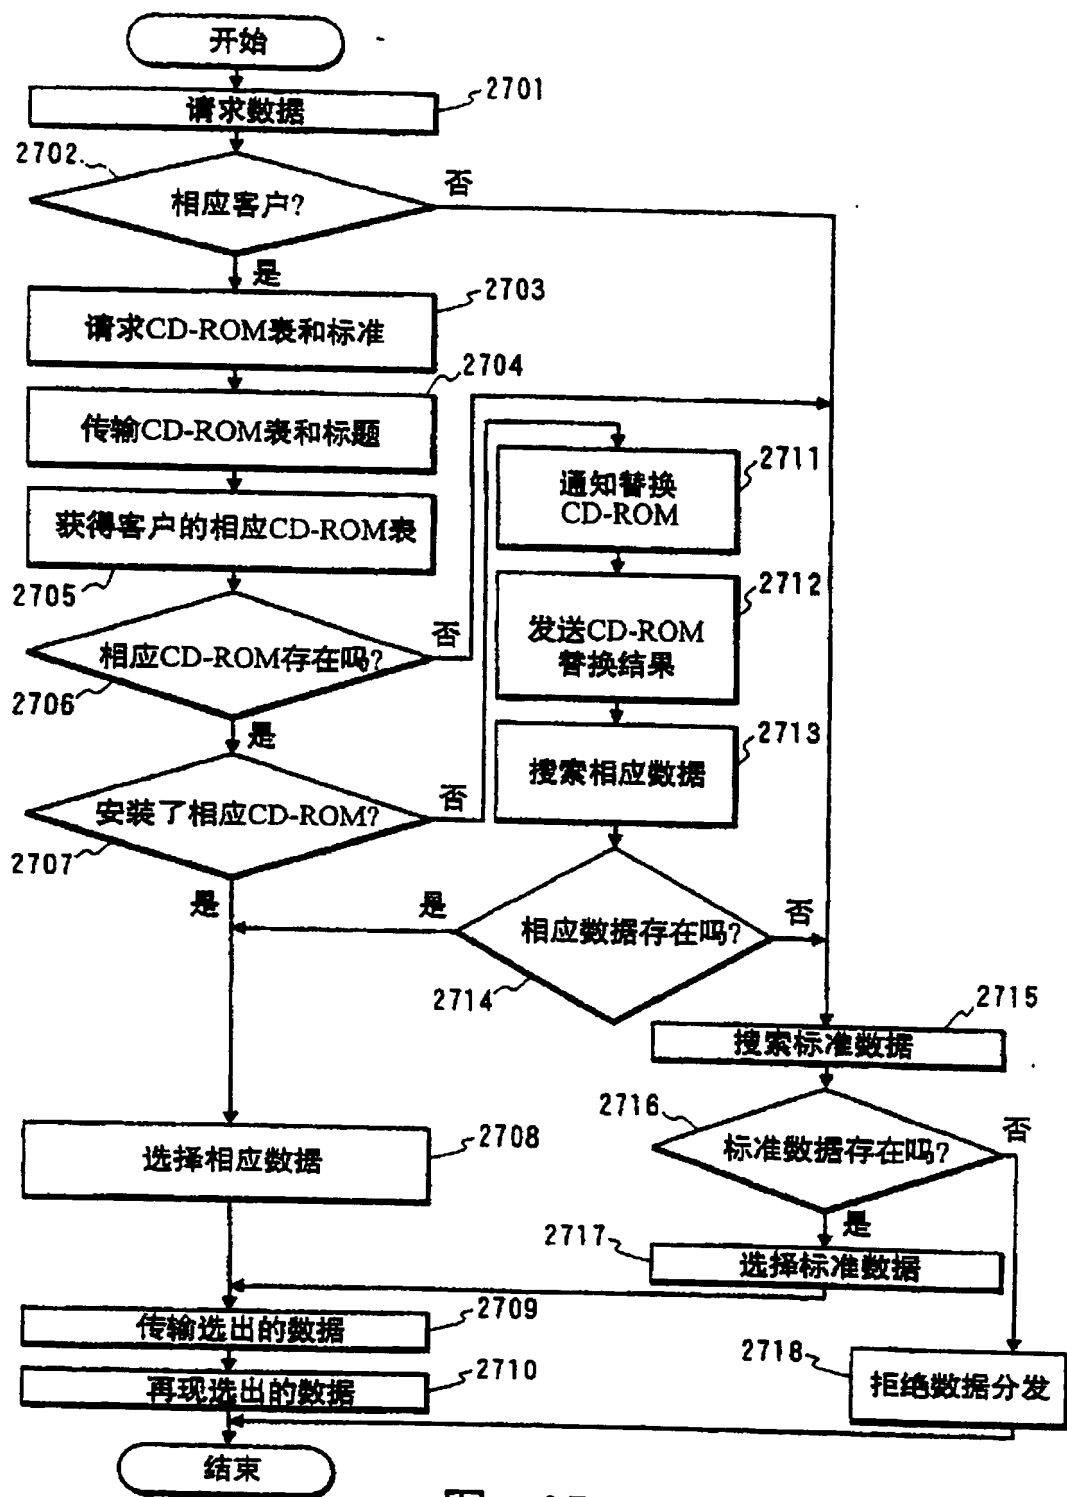 开始
2701
请求数据
2702
相应客户?
否
是
2703
请求CD-ROM表和标准
2704
传输CD-ROM表和标题
获得客户的相应CD-ROM表
2705
相应CD-ROM存在吗?
否
2706
是
安装了相应CD-ROM?
否
2707
是
2711
通知替换
CD-ROM
2712
发送CD-ROM
替换结果
2713
搜索相应数据
是
相应数据存在吗?
否
2714
2715
搜索标准数据
2716
标准数据存在吗?
否
是
2708
选择相应数据
2717
选择标准数据
2709
传输选出的数据
2710
再现选出的数据
2718
拒绝数据分发
结束